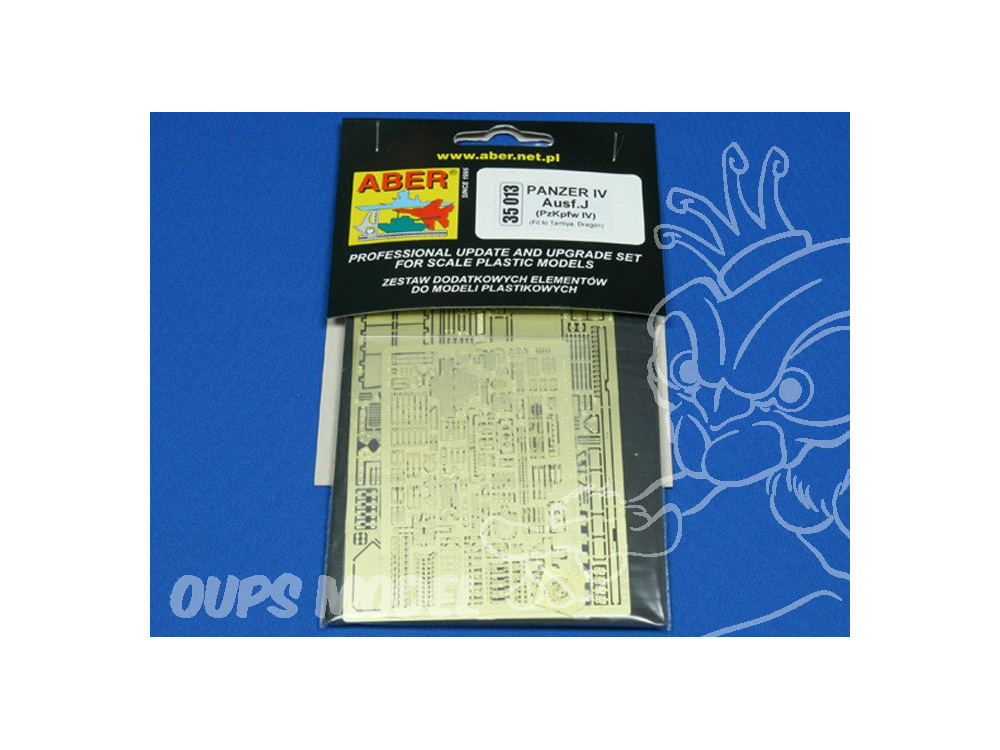 www.aber.net.pl
ABER®
SINCE 1995
35 013
PANZER IV
Ausf.J
(PzKpfw IV)
(Fit to Tamiya, Dragon)
PROFESSIONAL UPDATE AND UPGRADE SET
FOR SCALE PLASTIC MODELS
ZESTAW DODATKOWYCH ELEMENTÓW
DO MODELI PLASTIKOWYCH
OUPS MODEL